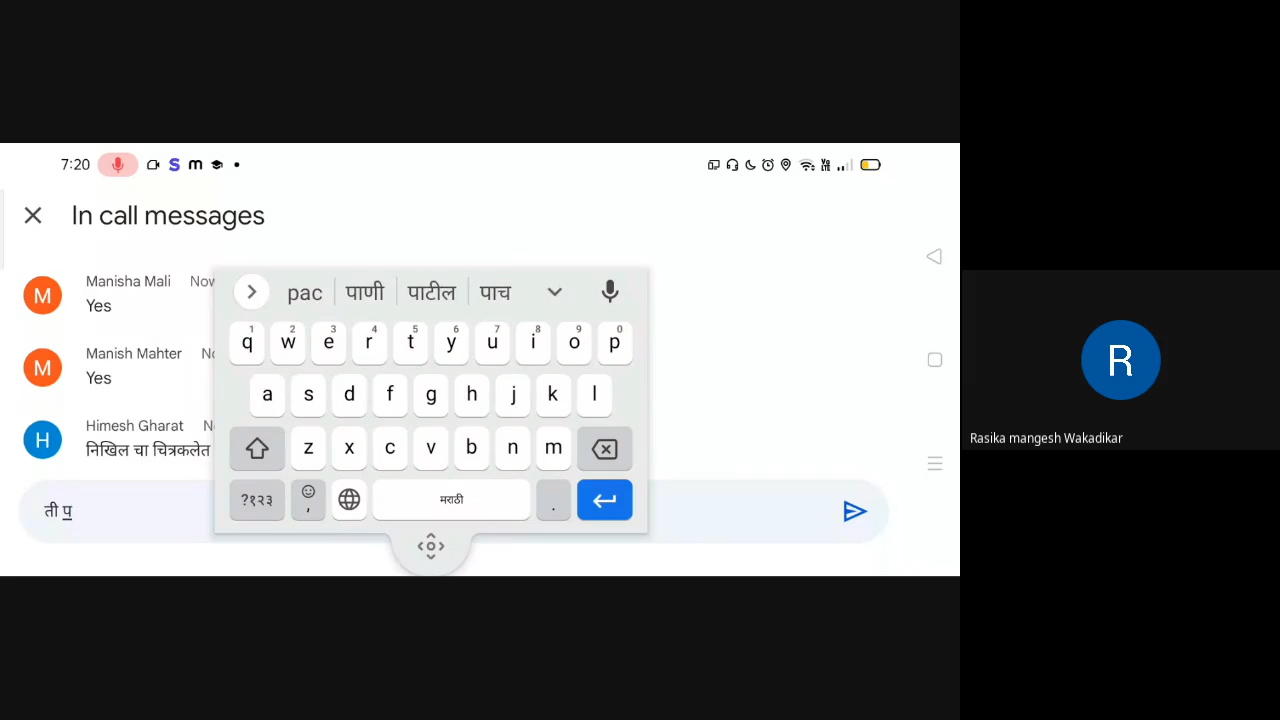 7:20
In call messages
Manisha Mali Now
Yes
Manish Mahter
Yes
Himesh Gharat
निखिल चा चित्रकलेत
ती प
pac पाणी पाटील पाच
1 2 3 4 5 6 7 8 9 0
q w e r t y u i o p
a s d f g h j k l
z x c v b n m
?१२३ , मराठी .
R
Rasika mangesh Wakadikar
M
M
H